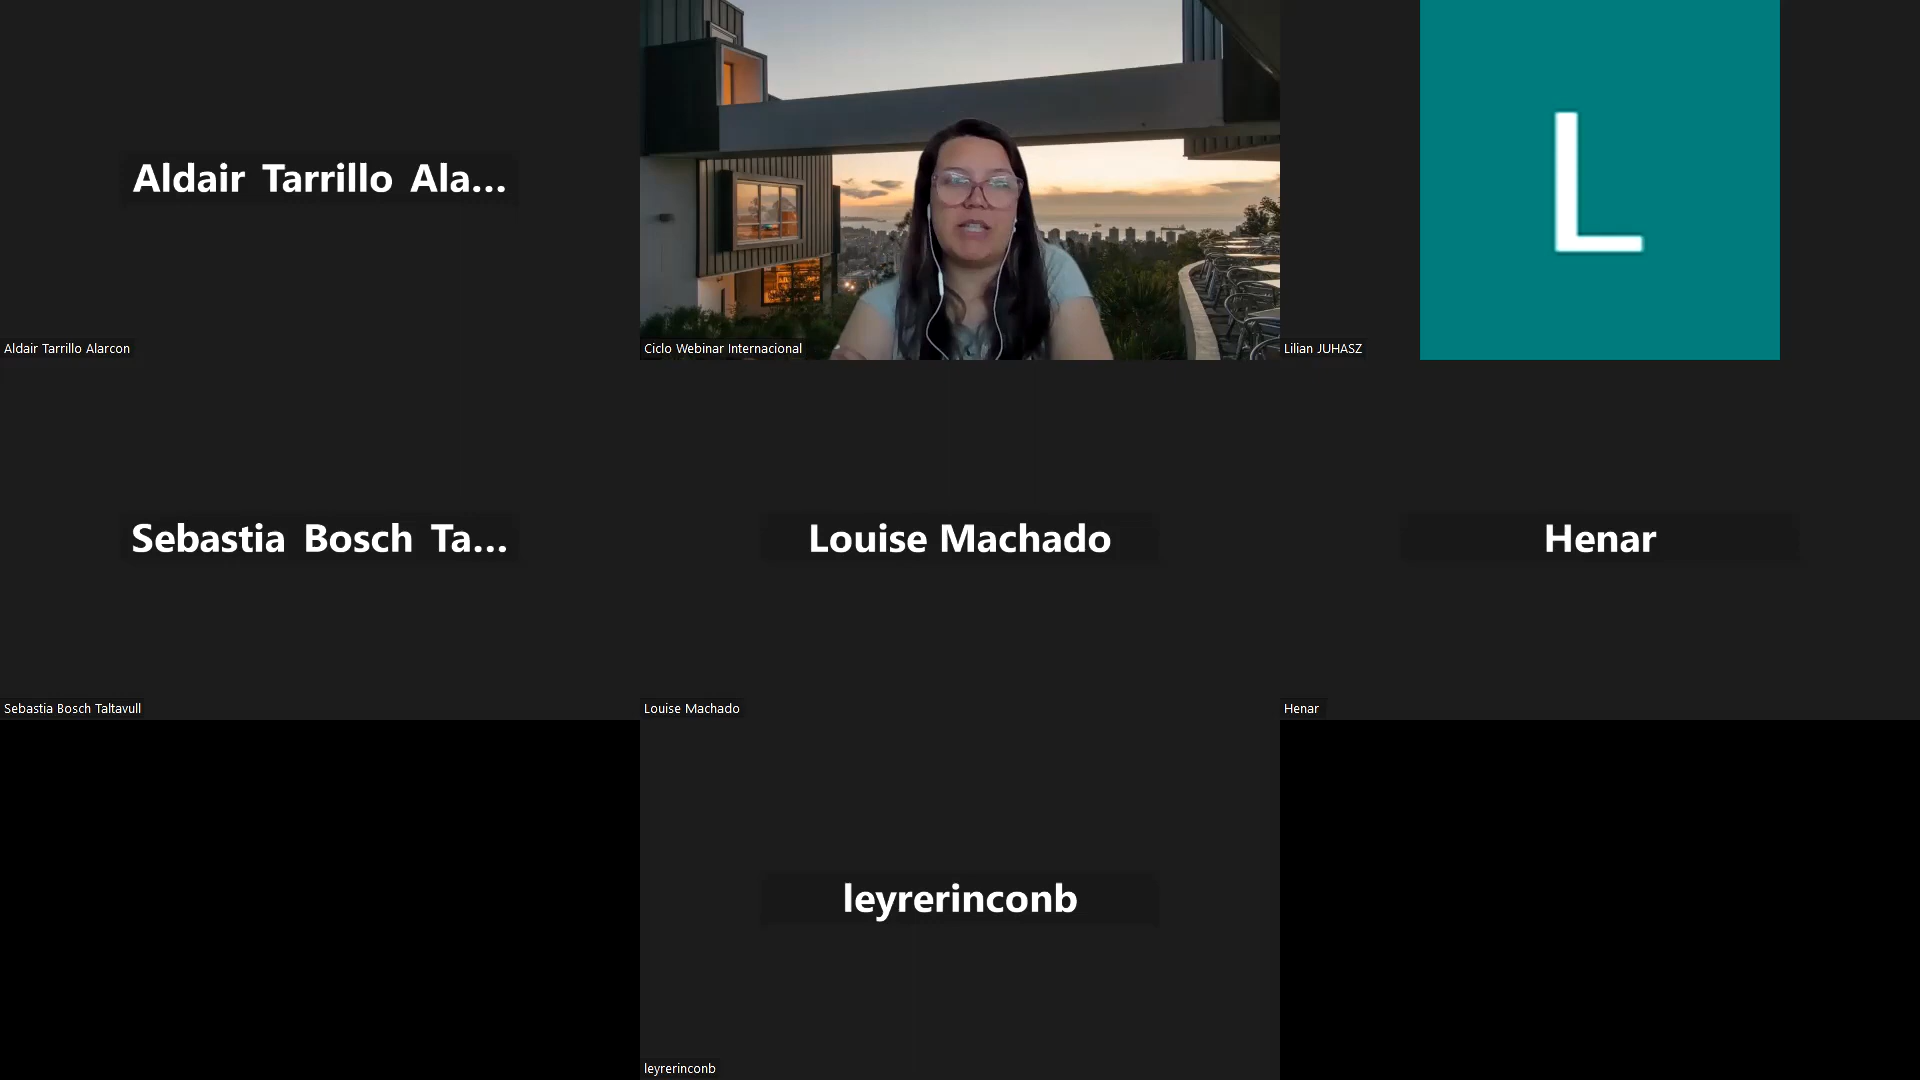 Aldair Tarrillo Ala...
Aldair Tarrillo Alarcon
Ciclo Webinar Internacional
L
Lilian JUHASZ
Sebastia Bosch Ta...
Sebastia Bosch Taltavull
Louise Machado
Louise Machado
Henar
Henar
leyrerinconb
leyrerinconb